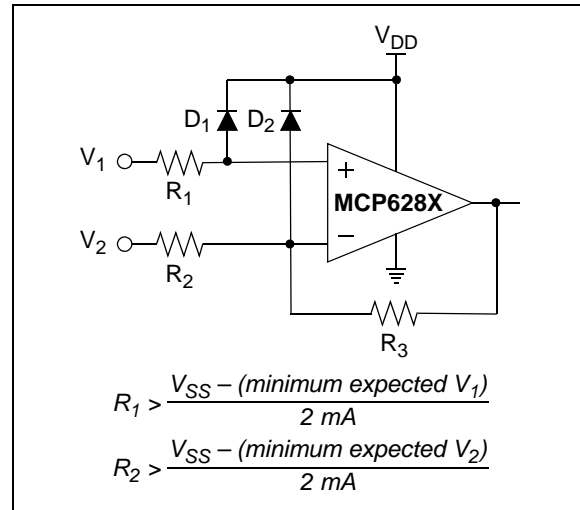 V_DD
D_1 D_2
V_1
R_1
+
MCP628X
V_2
R_2
–
R_3
R_1 > V_SS – (minimum expected V_1)
2 mA
R_2 > V_SS – (minimum expected V_2)
2 mA